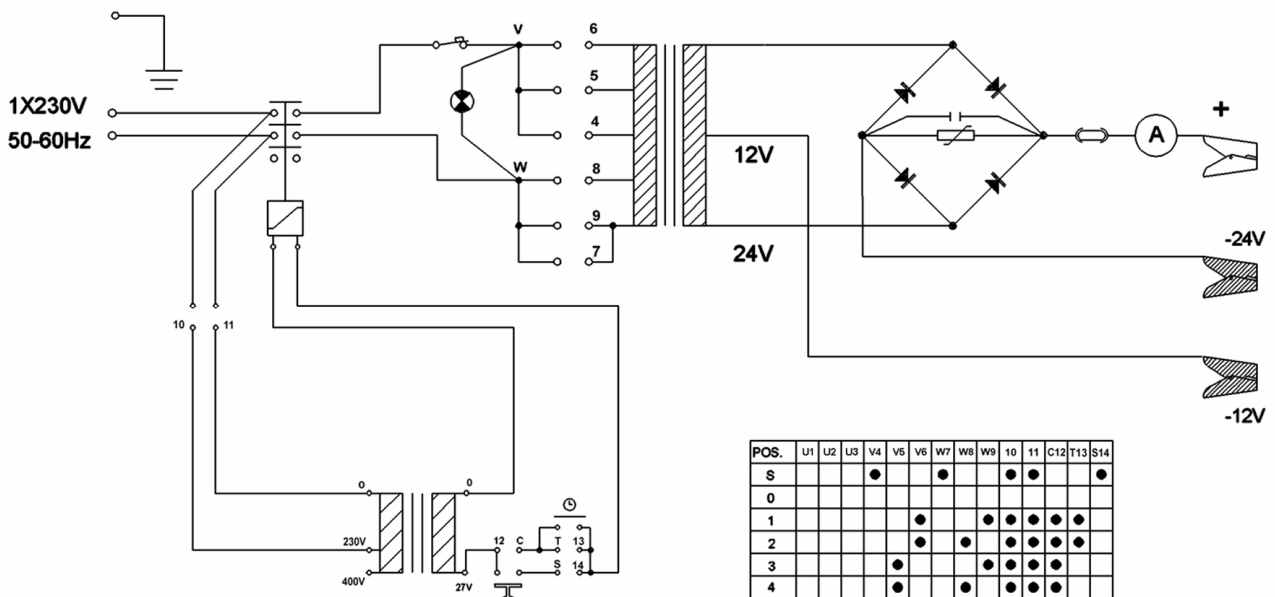 V
6
5
4
W
8
9
7
1X230V
50-60Hz
12V
24V
A
+
-24V
-12V
10
11
O
0
230V
400V
27V
12
C
T
13
S
14
POS. U1 U2 U3 V4 V5 V6 W7 W8 W9 10 11 C12 T13 S14
S
0
1
2
3
4